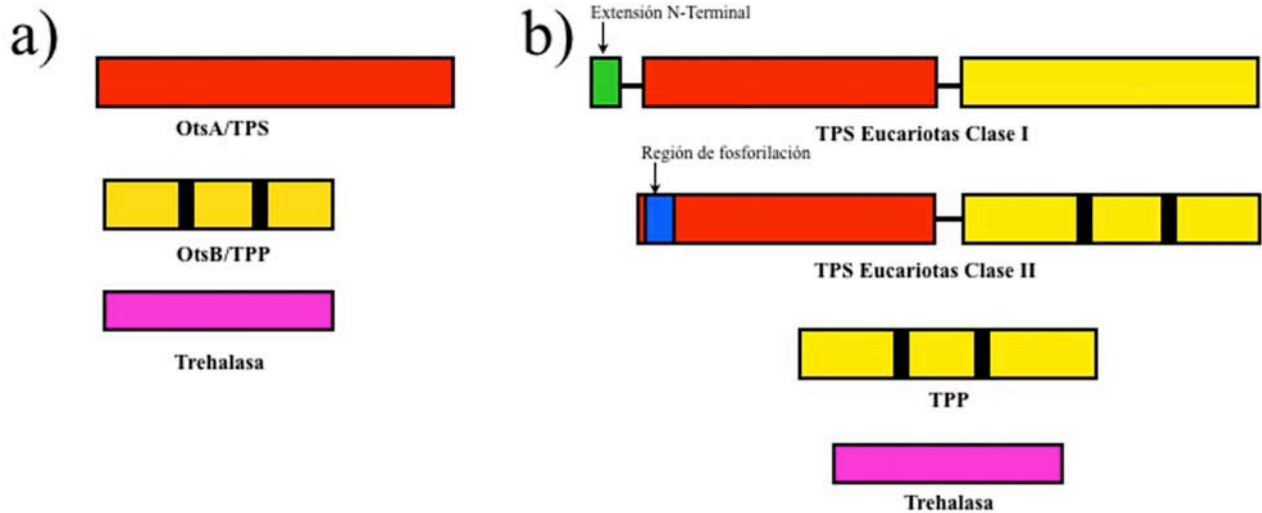 a)
OtsA/TPS
OtsB/TPP
Trehalasa
b)
Extensión N-Terminal
TPS Eucariotas Clase I
Región de fosforilación
TPS Eucariotas Clase II
TPP
Trehalasa